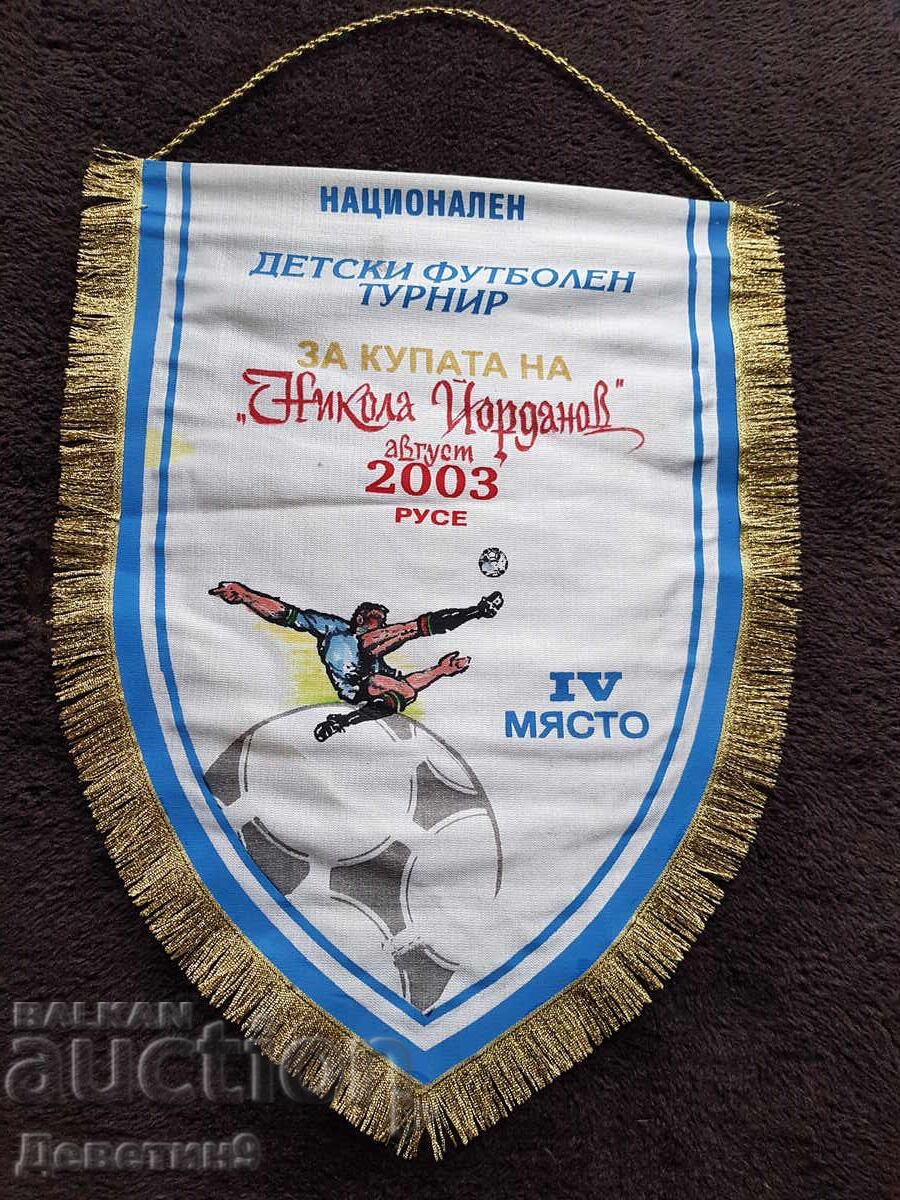 НАЦИОНАЛЕН
ДЕТСКИ ФУТБОЛЕН
ТУРНИР
ЗА КУПАТА НА
„Никола Йорданов"
август
2003
РУСЕ
IV
МЯСТО
BALKAN
auction
Деветин9